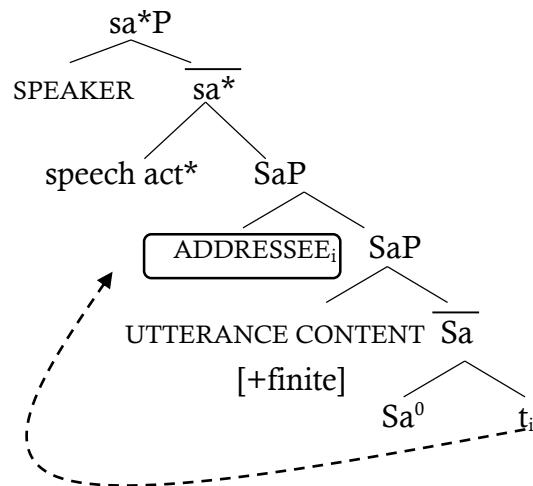 sa*P
SPEAKER sa*
speech act* SaP
ADDRESSEEᵢ SaP
UTTERANCE CONTENT Sa
[+finite]
Sa⁰ tᵢ